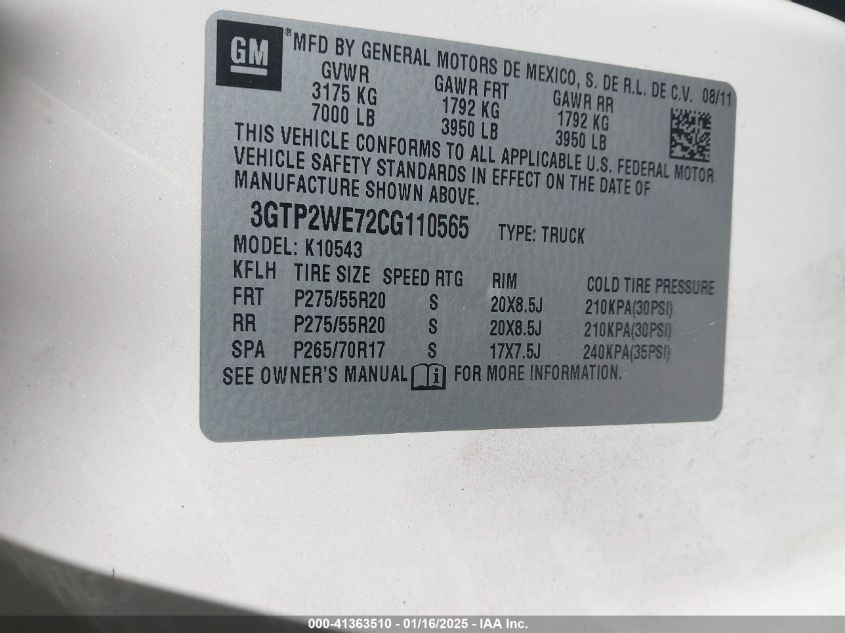 GM
®MFD BY GENERAL MOTORS DE MEXICO, S. DE R.L. DE C.V. 08/11
GVWR GAWR FRT GAWR RR
3175 KG 1792 KG 1792 KG
7000 LB 3950 LB 3950 LB
THIS VEHICLE CONFORMS TO ALL APPLICABLE U.S. FEDERAL MOTOR
VEHICLE SAFETY STANDARDS IN EFFECT ON THE DATE OF
MANUFACTURE SHOWN ABOVE.
3GTP2WE72CG110565 TYPE: TRUCK
MODEL: K10543
KFLH TIRE SIZE SPEED RTG RIM COLD TIRE PRESSURE
FRT P275/55R20 S 20X8.5J 210KPA(30PSI)
RR P275/55R20 S 20X8.5J 210KPA(30PSI)
SPA P265/70R17 S 17X7.5J 240KPA(35PSI)
SEE OWNER'S MANUAL i FOR MORE INFORMATION.
000-41363510 - 01/16/2025 - IAA Inc.